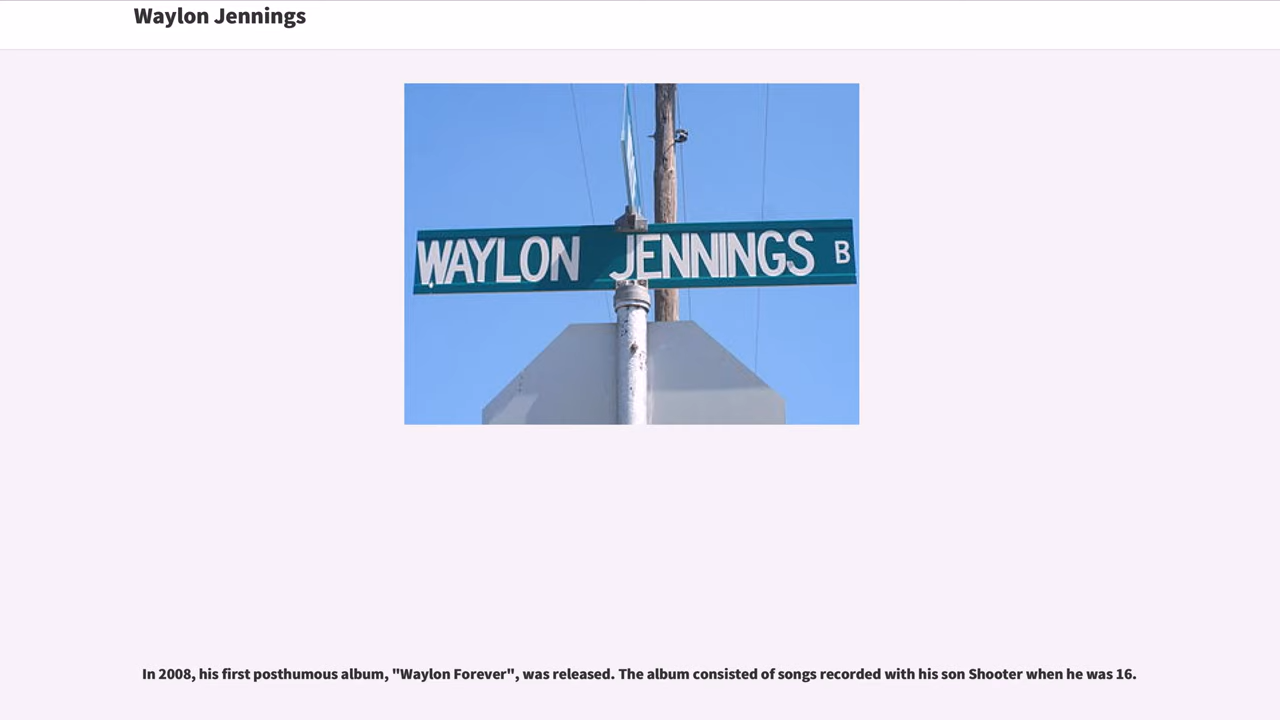 Waylon Jennings
WAYLON JENNINGS B
In 2008, his first posthumous album, "Waylon Forever", was released. The album consisted of songs recorded with his son Shooter when he was 16.